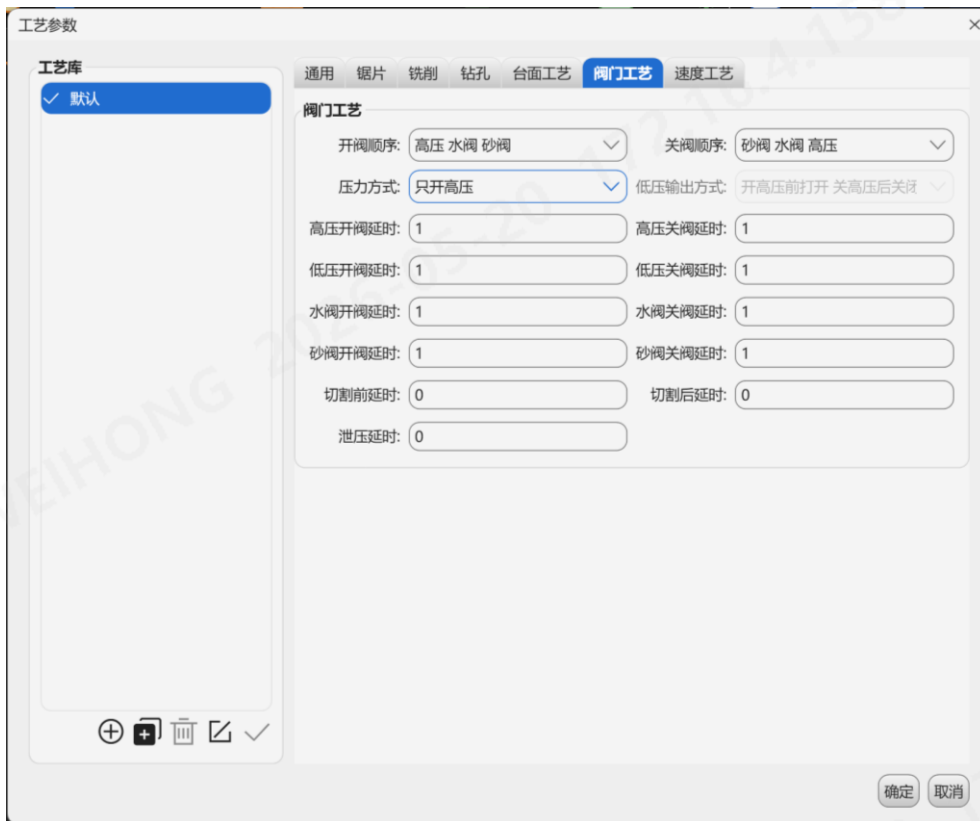 工艺参数
工艺库
默认
通用 锯片 铣削 钻孔 台面工艺 阀门工艺 速度工艺
阀门工艺
开阀顺序: 高压 水阀 砂阀 关阀顺序: 砂阀 水阀 高压
压力方式: 只开高压 低压输出方式: 开高压前打开 关高压后关闭
高压开阀延时: 1 高压关阀延时: 1
低压开阀延时: 1 低压关阀延时: 1
水阀开阀延时: 1 水阀关阀延时: 1
砂阀开阀延时: 1 砂阀关阀延时: 1
切割前延时: 0 切割后延时: 0
泄压延时: 0
确定 取消
WEIHONG 2026-05-20 172.16.4.158